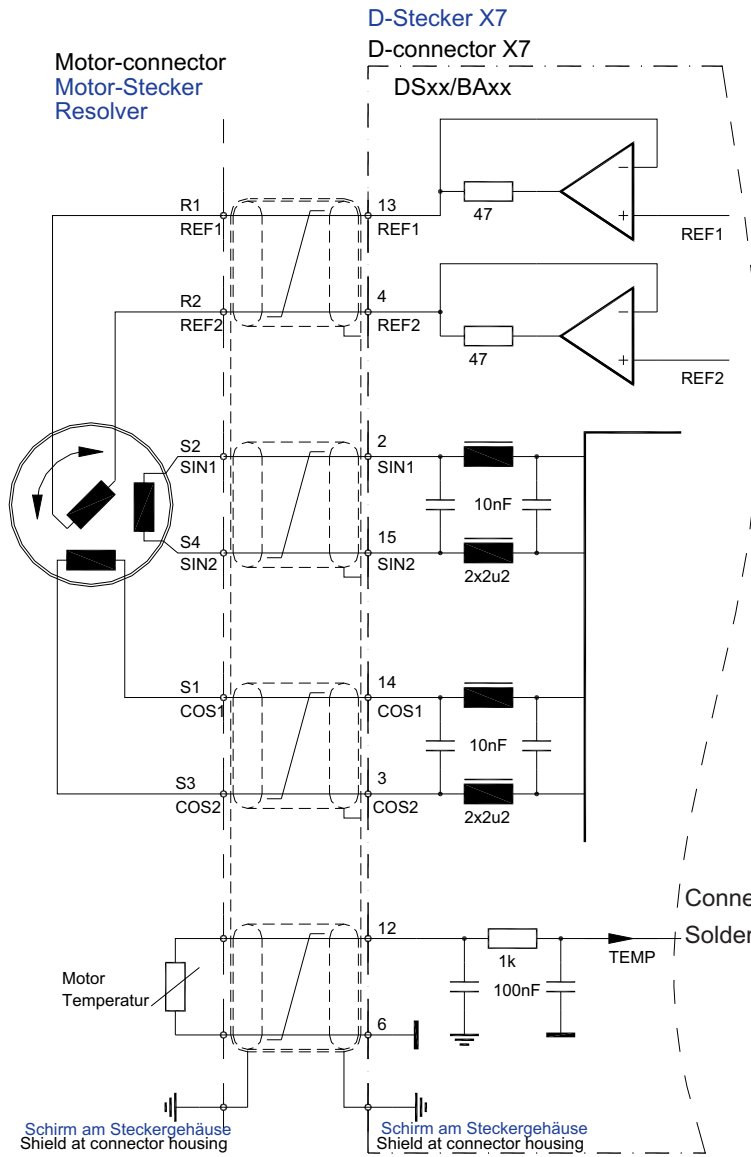 D-Stecker X7
D-connector X7
Motor-connector
Motor-Stecker
Resolver
DSxx/BAxx
R1
REF1
13
REF1
47
REF1
R2
REF2
4
REF2
47
REF2
S2
SIN1
2
SIN1
10nF
S4
SIN2
15
SIN2
2x2u2
S1
COS1
14
COS1
10nF
S3
COS2
3
COS2
2x2u2
Conne
Solder
12
1k
TEMP
100nF
Motor
Temperatur
6
Schirm am Steckergehäuse
Shield at connector housing
Schirm am Steckergehäuse
Shield at connector housing